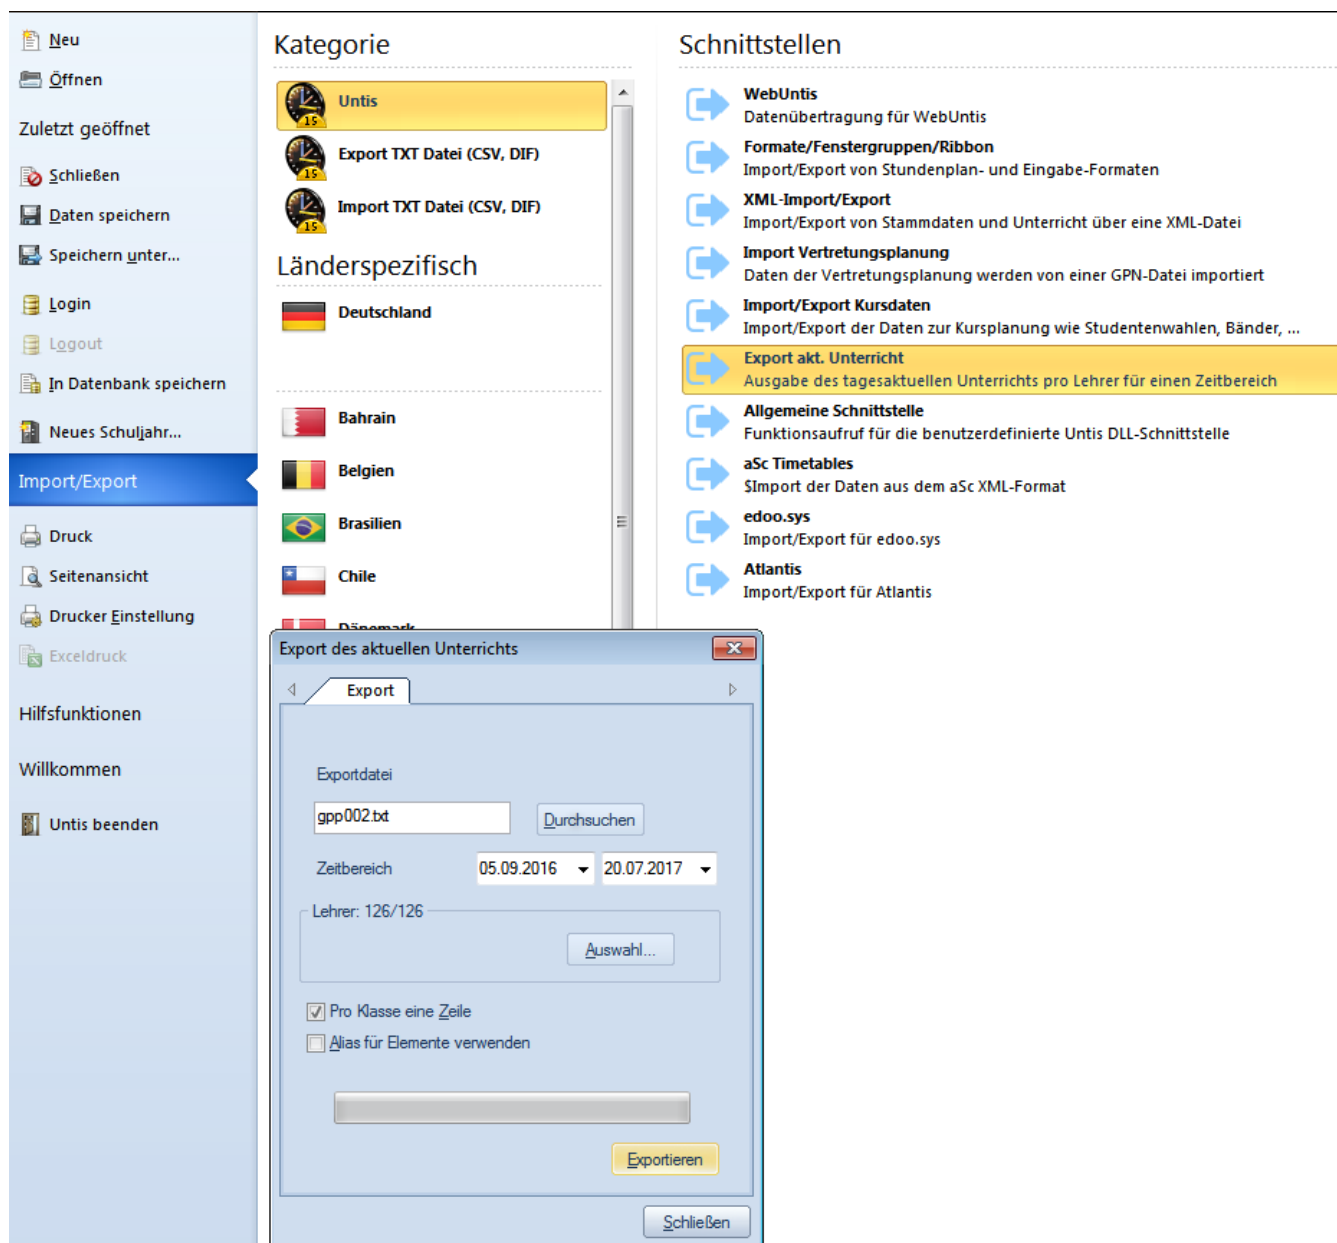 Neu
Öffnen
Zuletzt geöffnet
Schließen
Daten speichern
Speichern unter...
Login
Logout
In Datenbank speichern
Neues Schuljahr...
Import/Export
Druck
Seitenansicht
Drucker Einstellung
Exceldruck
Hilfsfunktionen
Willkommen
Untis beenden
Kategorie
15
Untis
15
Export TXT Datei (CSV, DIF)
15
Import TXT Datei (CSV, DIF)
Länderspezifisch
Deutschland
Bahrain
Belgien
Brasilien
Chile
Dänemark
Schnittstellen
WebUntis
Datenübertragung für WebUntis
Formate/Fenstergruppen/Ribbon
Import/Export von Stundenplan- und Eingabe-Formaten
XML-Import/Export
Import/Export von Stammdaten und Unterricht über eine XML-Datei
Import Vertretungsplanung
Daten der Vertretungsplanung werden von einer GPN-Datei importiert
Import/Export Kursdaten
Import/Export der Daten zur Kursplanung wie Studentenwahlen, Bänder, ...
Export akt. Unterricht
Ausgabe des tagesaktuellen Unterrichts pro Lehrer für einen Zeitbereich
Allgemeine Schnittstelle
Funktionsaufruf für die benutzerdefinierte Untis DLL-Schnittstelle
aSc Timetables
$Import der Daten aus dem aSc XML-Format
edoo.sys
Import/Export für edoo.sys
Atlantis
Import/Export für Atlantis
Export des aktuellen Unterrichts
Export
Exportdatei
gpp002.txt
Durchsuchen
Zeitbereich
05.09.2016
20.07.2017
Lehrer: 126/126
Auswahl...
Pro Klasse eine Zeile
Alias für Elemente verwenden
Exportieren
Schließen